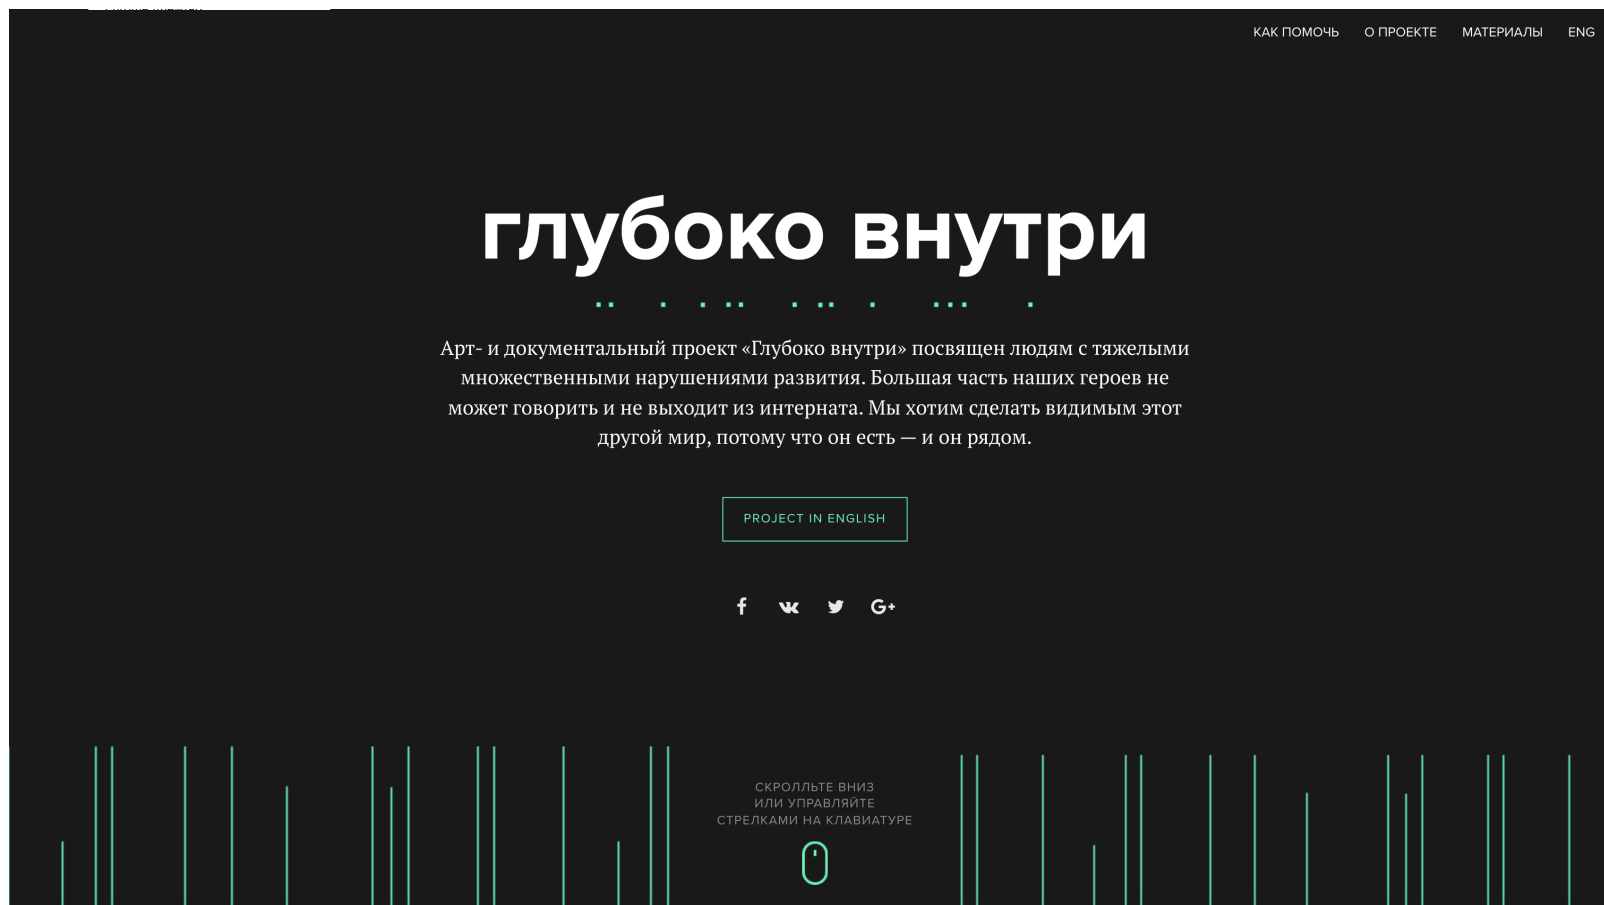 КАК ПОМОЧЬ О ПРОЕКТЕ МАТЕРИАЛЫ ENG
глубоко внутри
Арт- и документальный проект «Глубоко внутри» посвящен людям с тяжелыми
множественными нарушениями развития. Большая часть наших героев не
может говорить и не выходит из интерната. Мы хотим сделать видимым этот
другой мир, потому что он есть — и он рядом.
PROJECT IN ENGLISH
СКРОЛЛЬТЕ ВНИЗ
ИЛИ УПРАВЛЯЙТЕ
СТРЕЛКАМИ НА КЛАВИАТУРЕ